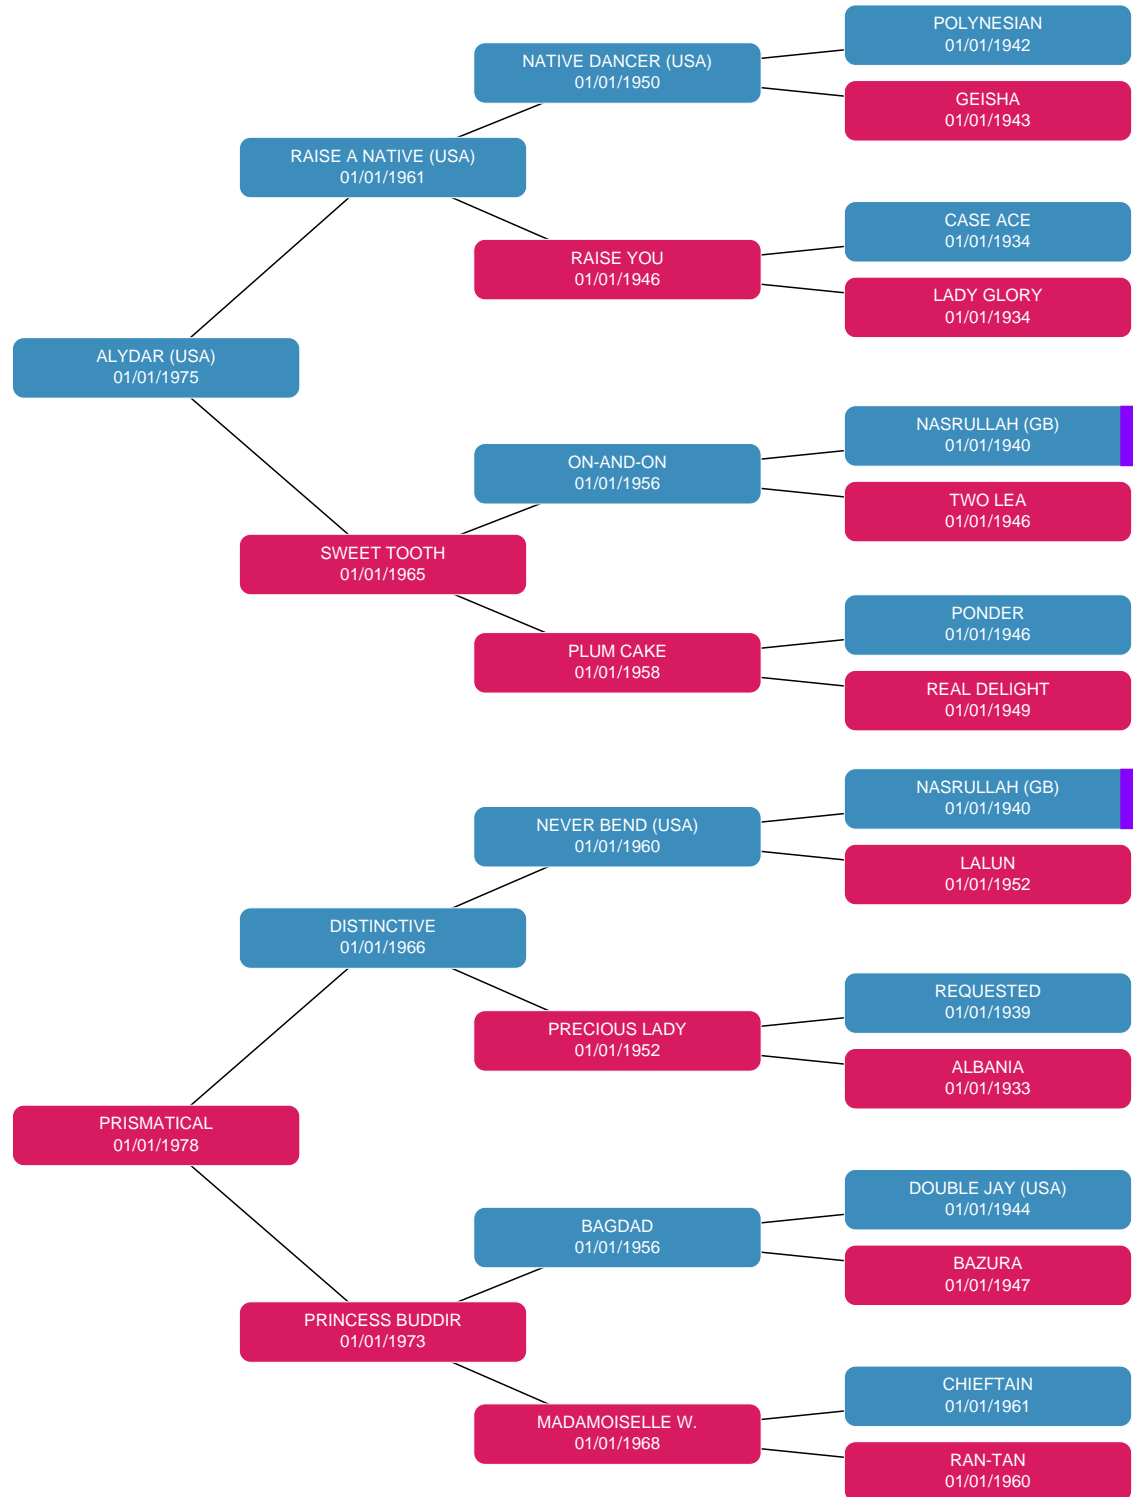 POLYNESIAN
01/01/1942
NATIVE DANCER (USA)
01/01/1950
GEISHA
01/01/1943
RAISE A NATIVE (USA)
01/01/1961
CASE ACE
01/01/1934
RAISE YOU
01/01/1946
LADY GLORY
01/01/1934
ALYDAR (USA)
01/01/1975
NASRULLAH (GB)
01/01/1940
ON-AND-ON
01/01/1956
TWO LEA
01/01/1946
SWEET TOOTH
01/01/1965
PONDER
01/01/1946
PLUM CAKE
01/01/1958
REAL DELIGHT
01/01/1949
NASRULLAH (GB)
01/01/1940
NEVER BEND (USA)
01/01/1960
LALUN
01/01/1952
DISTINCTIVE
01/01/1966
REQUESTED
01/01/1939
PRECIOUS LADY
01/01/1952
ALBANIA
01/01/1933
PRISMATICAL
01/01/1978
DOUBLE JAY (USA)
01/01/1944
BAGDAD
01/01/1956
BAZURA
01/01/1947
PRINCESS BUDDIR
01/01/1973
CHIEFTAIN
01/01/1961
MADAMOISELLE W.
01/01/1968
RAN-TAN
01/01/1960